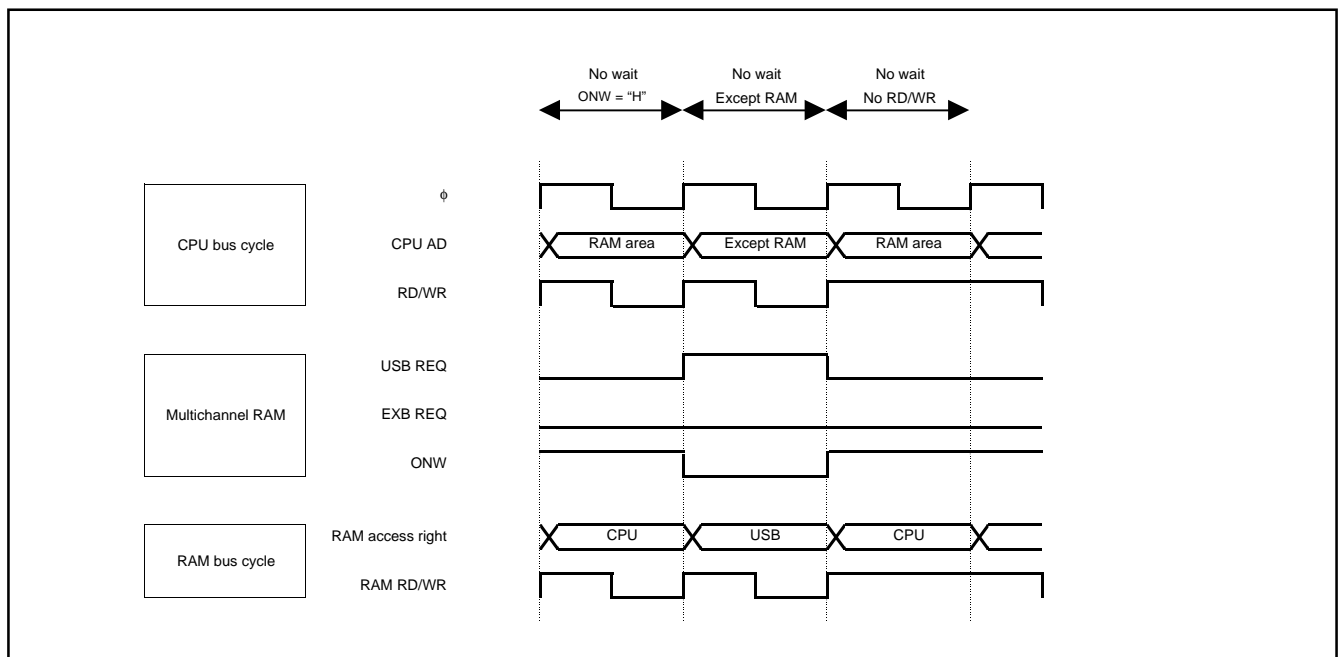 No wait No wait No wait
ONW = “H” Except RAM No RD/WR
ϕ
CPU bus cycle
CPU AD RAM area Except RAM RAM area
RD/WR
USB REQ
Multichannel RAM
EXB REQ
ONW
RAM bus cycle
RAM access right CPU USB CPU
RAM RD/WR